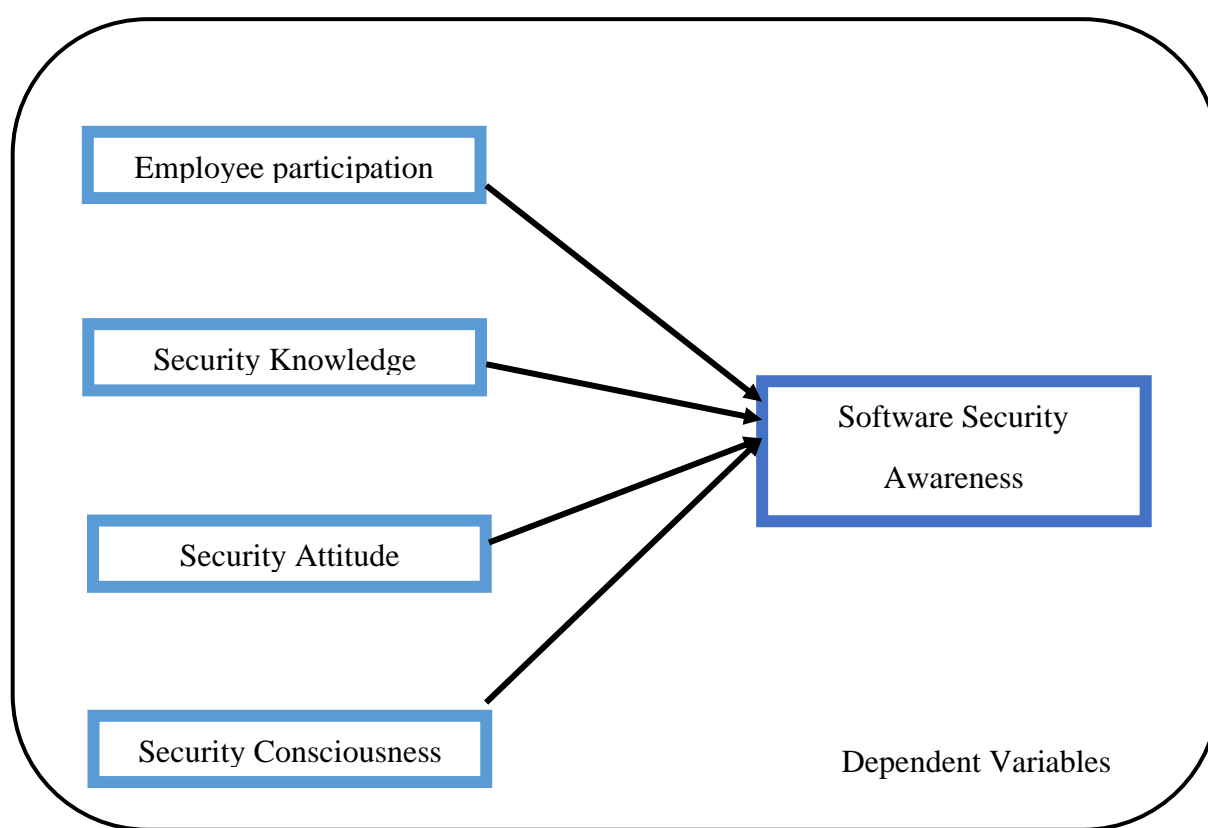 Employee participation
Security Knowledge
Software Security
Awareness
Security Attitude
Security Consciousness
Dependent Variables